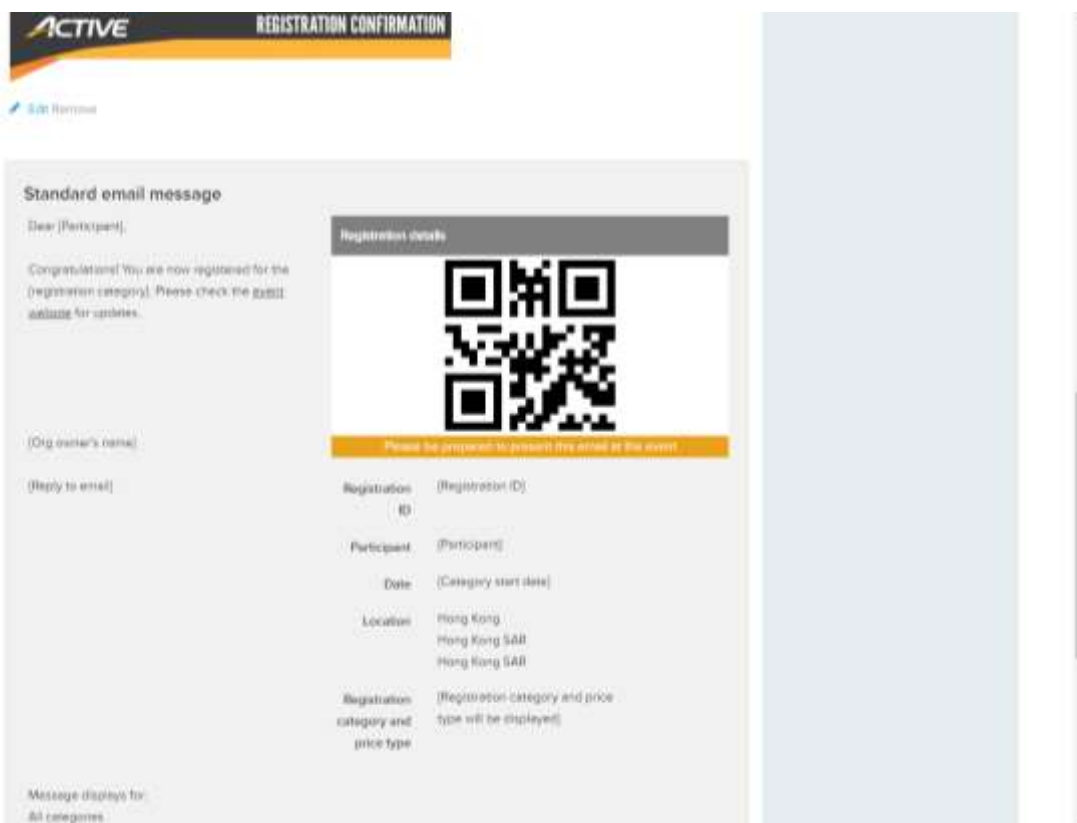 ACTIVE
REGISTRATION CONFIRMATION
Edit Remove
Standard email message
Dear [Participant],
Congratulations! You are now registered for the
[registration category]. Please check the event
website for updates.
[Org owner's name]
[Reply to email]
Registration details
Please be prepared to present this email at the event
Registration
ID
[Registration ID]
Participant
[Participant]
Date
[Category start date]
Location
Hong Kong
Hong Kong SAR
Hong Kong SAR
Registration
category and
price type
[Registration category and price
type will be displayed]
Message displays for:
All categories